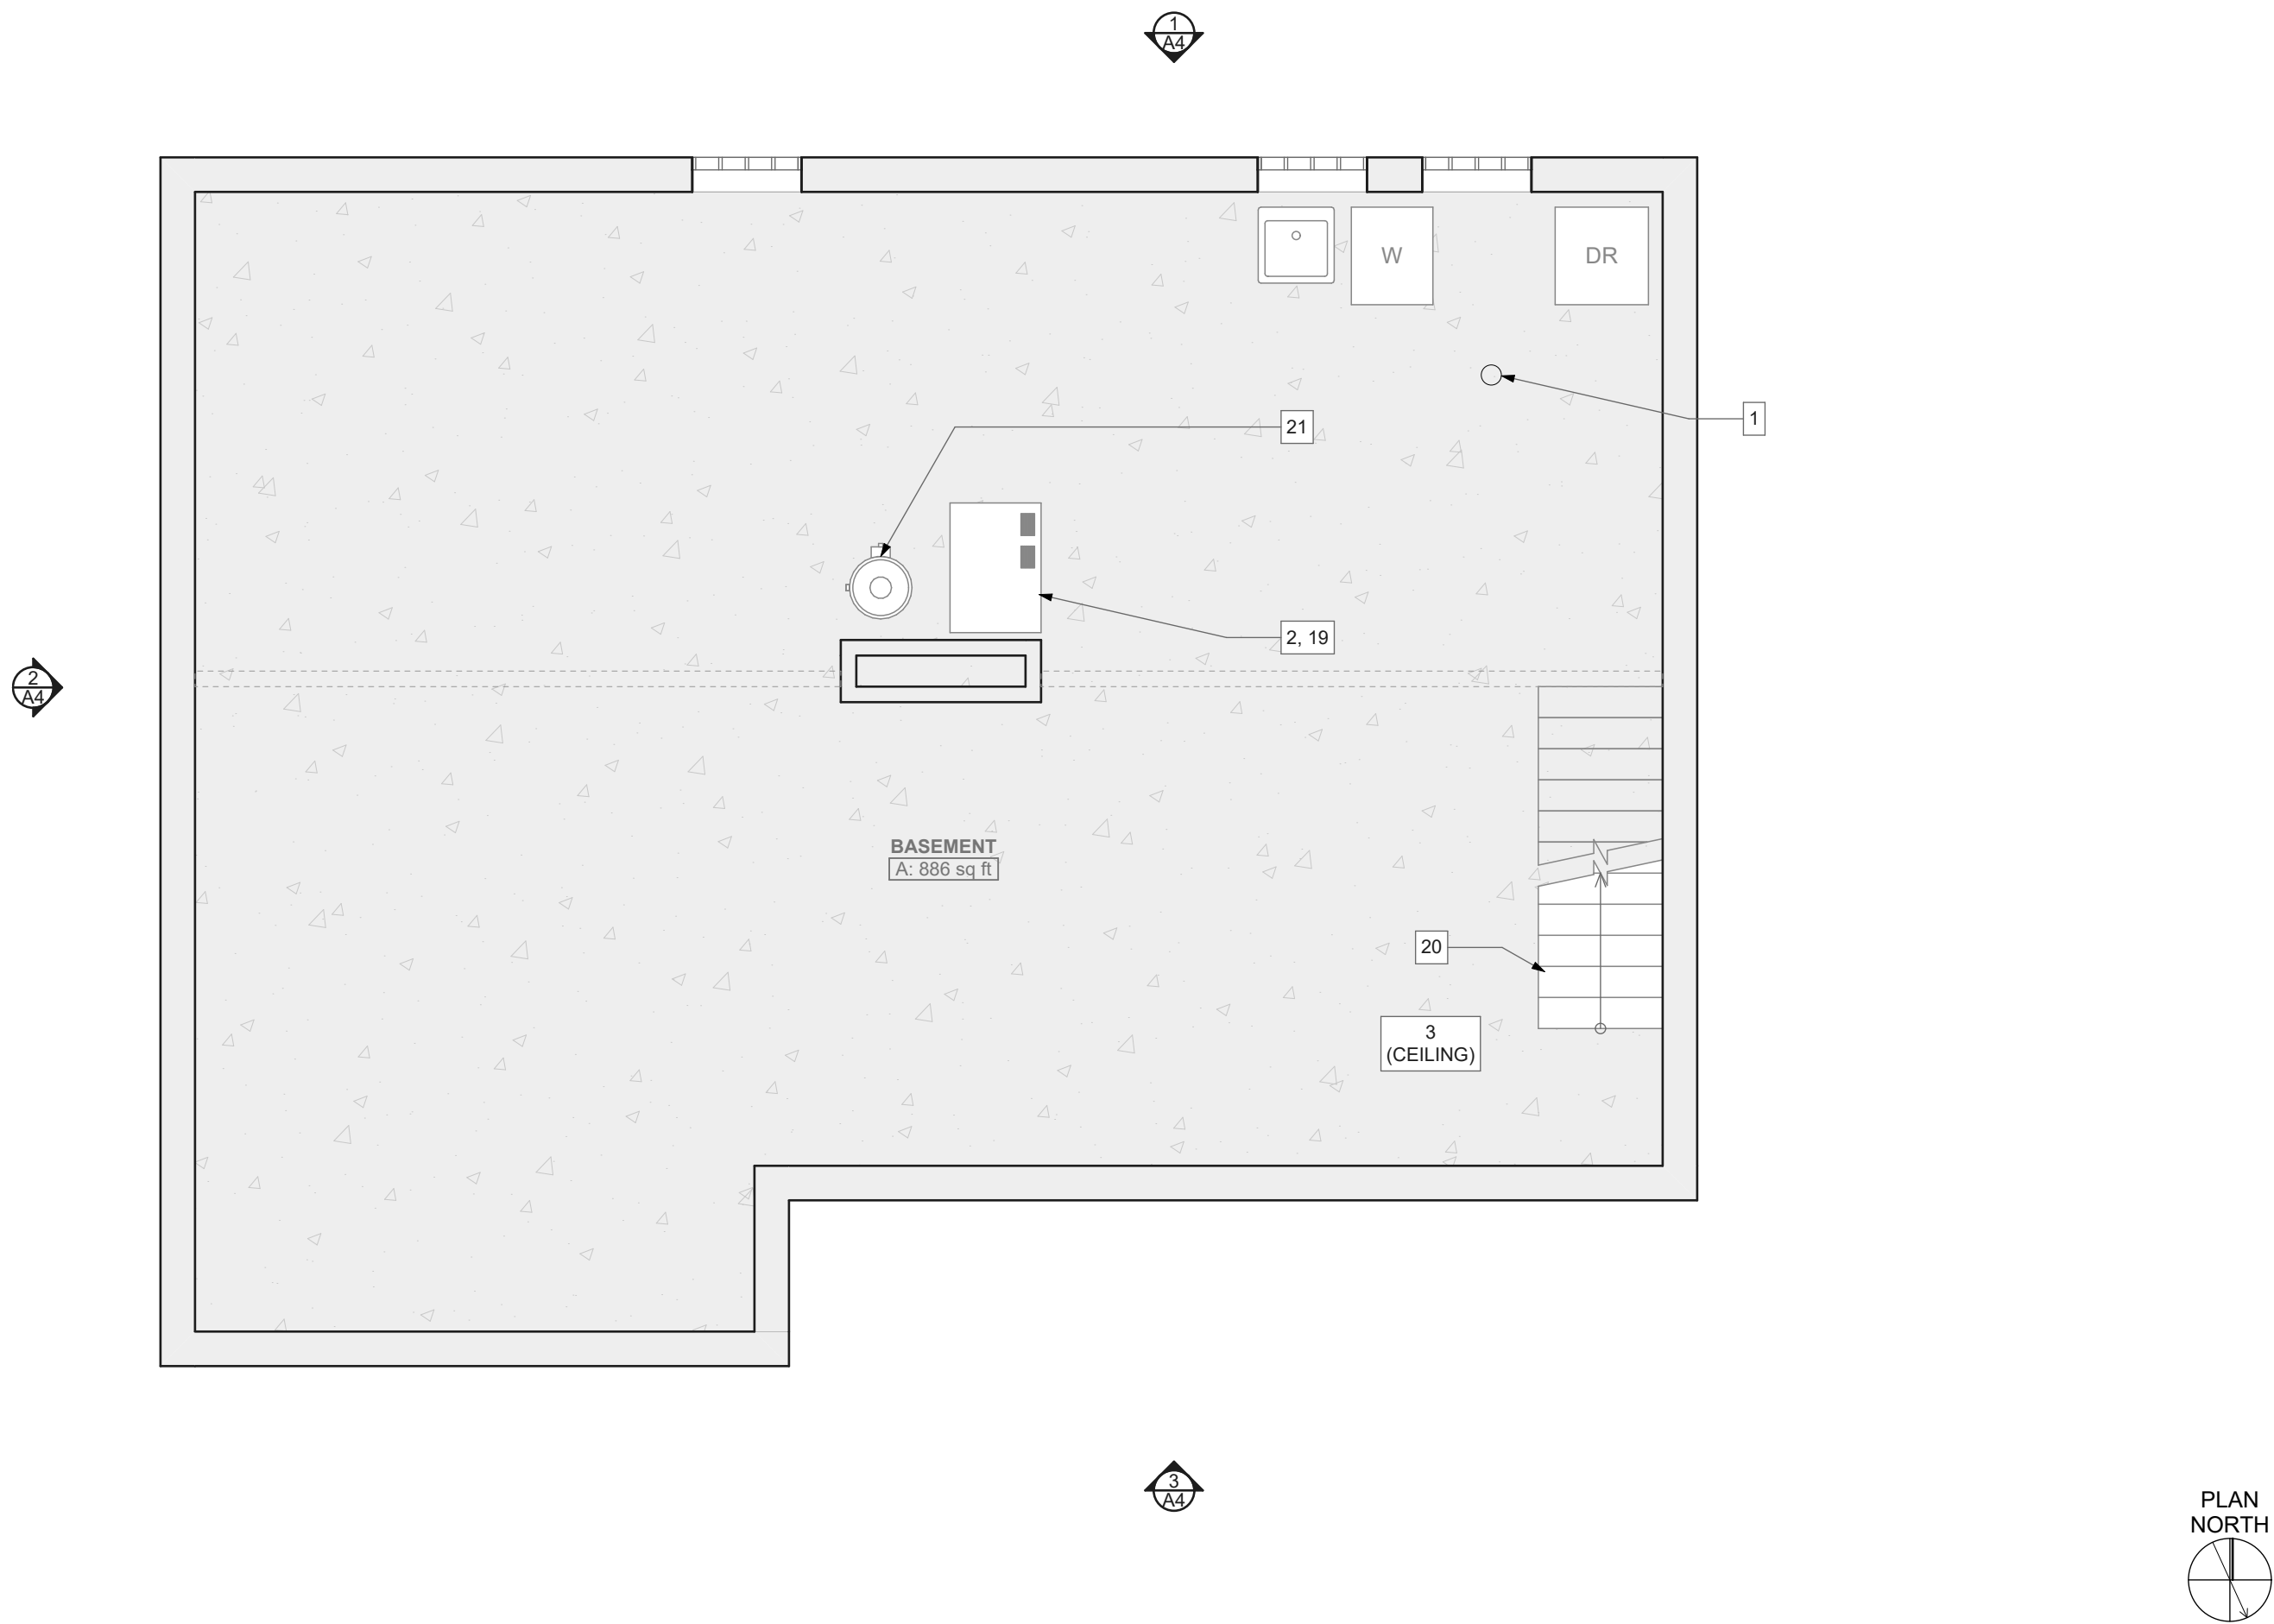 1
A4
W
DR
1
21
2, 19
2
A4
BASEMENT
A: 886 sq ft
20
3
(CEILING)
3
A4
PLAN
NORTH